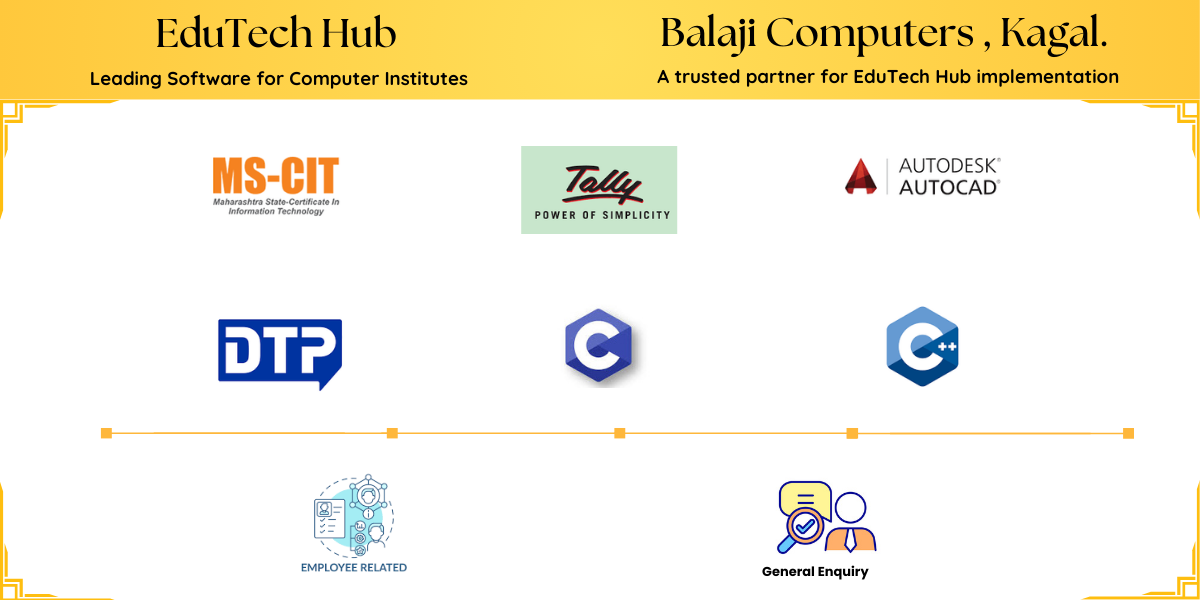 EduTech Hub
Leading Software for Computer Institutes
Balaji Computers , Kagal.
A trusted partner for EduTech Hub implementation
MS-CIT
Maharashtra State-Certificate In
Information Technology
Tally
POWER OF SIMPLICITY
AUTODESK®
AUTOCAD®
DTP
C
C++
EMPLOYEE RELATED
General Enquiry